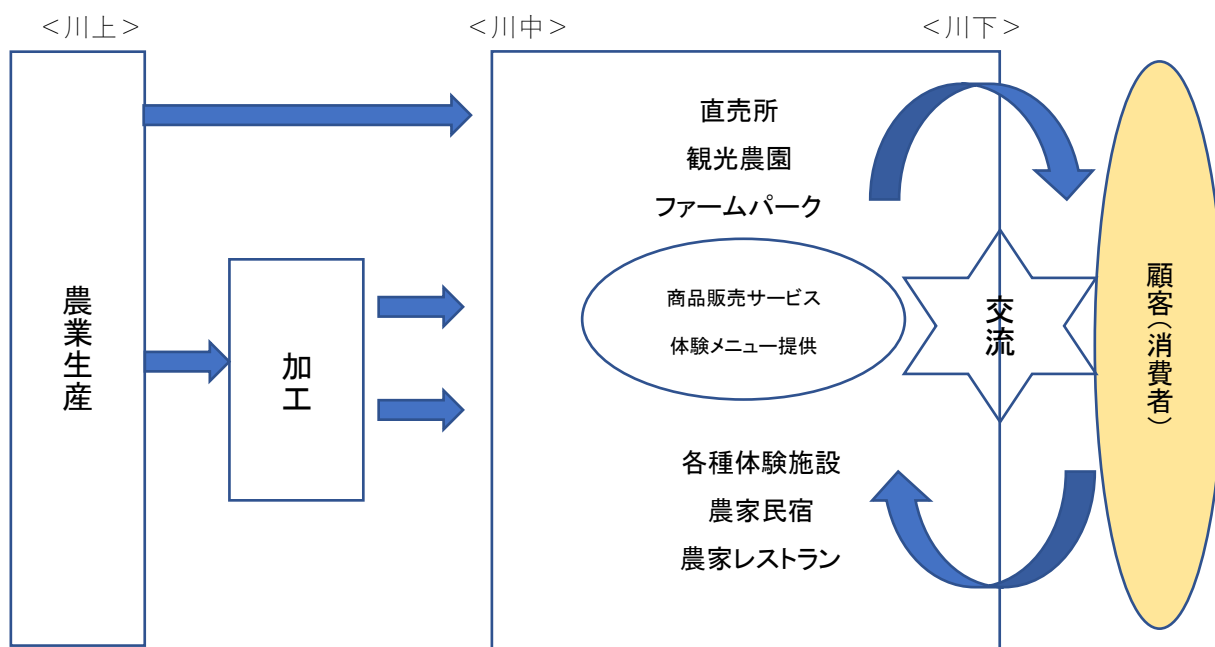 ＜川上＞
＜川中＞
＜川下＞
農業生産
加工
直売所
観光農園
ファームパーク
商品販売サービス
体験メニュー提供
各種体験施設
農家民宿
農家レストラン
交流
顧客（消費者）